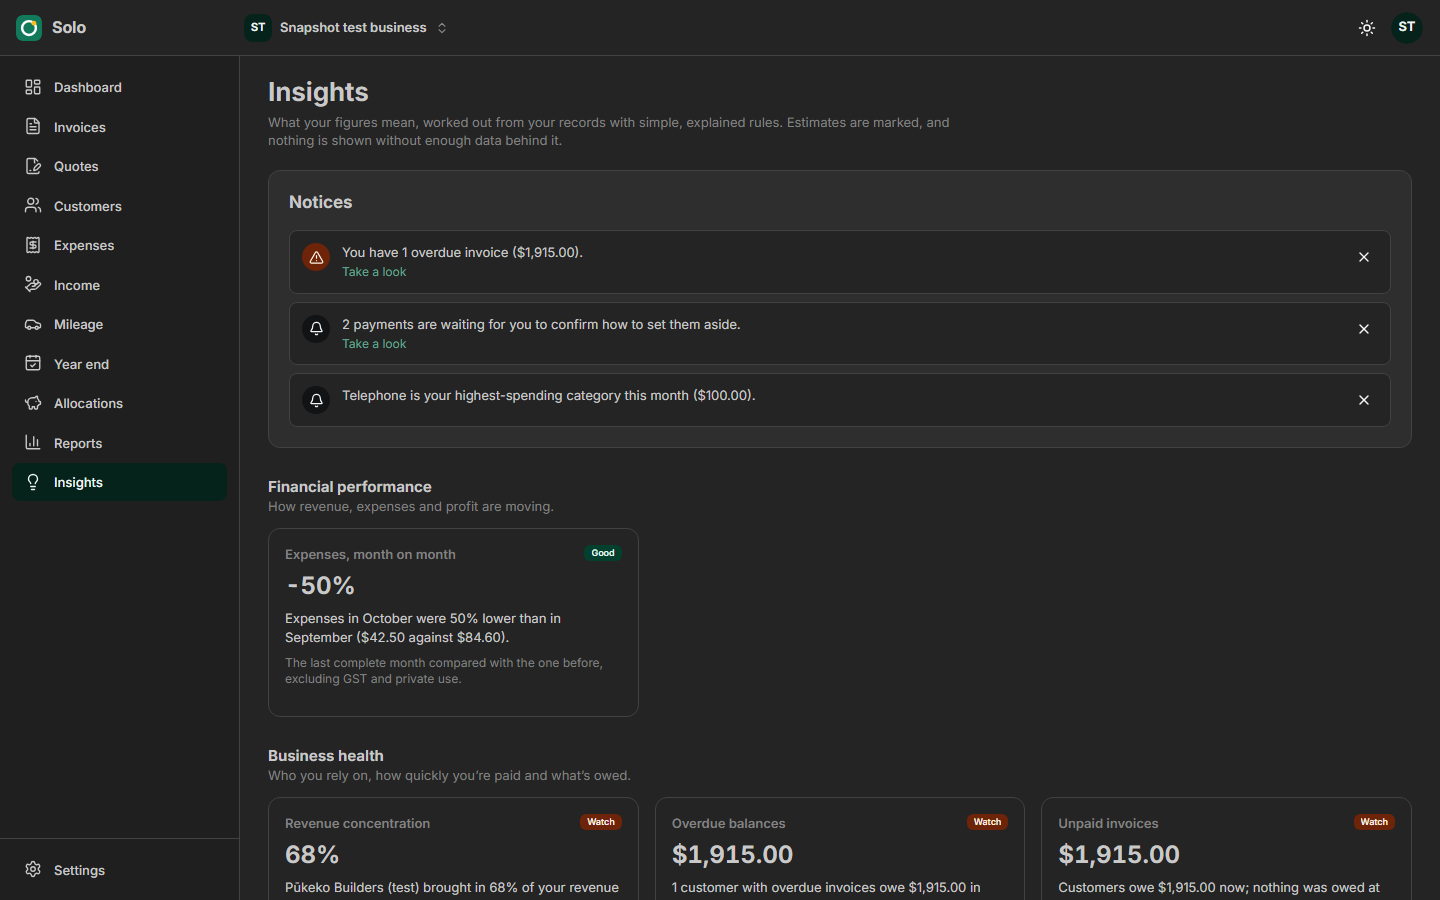 Solo
ST Snapshot test business
ST
Dashboard
Invoices
Quotes
Customers
Expenses
Income
Mileage
Year end
Allocations
Reports
Insights
Settings
Insights
What your figures mean, worked out from your records with simple, explained rules. Estimates are marked, and
nothing is shown without enough data behind it.
Notices
You have 1 overdue invoice ($1,915.00).
Take a look
2 payments are waiting for you to confirm how to set them aside.
Take a look
Telephone is your highest-spending category this month ($100.00).
Financial performance
How revenue, expenses and profit are moving.
Expenses, month on month
Good
-50%
Expenses in October were 50% lower than in
September ($42.50 against $84.60).
The last complete month compared with the one before,
excluding GST and private use.
Business health
Who you rely on, how quickly you’re paid and what’s owed.
Revenue concentration
Watch
68%
Pūkeko Builders (test) brought in 68% of your revenue
Overdue balances
Watch
$1,915.00
1 customer with overdue invoices owe $1,915.00 in
Unpaid invoices
Watch
$1,915.00
Customers owe $1,915.00 now; nothing was owed at